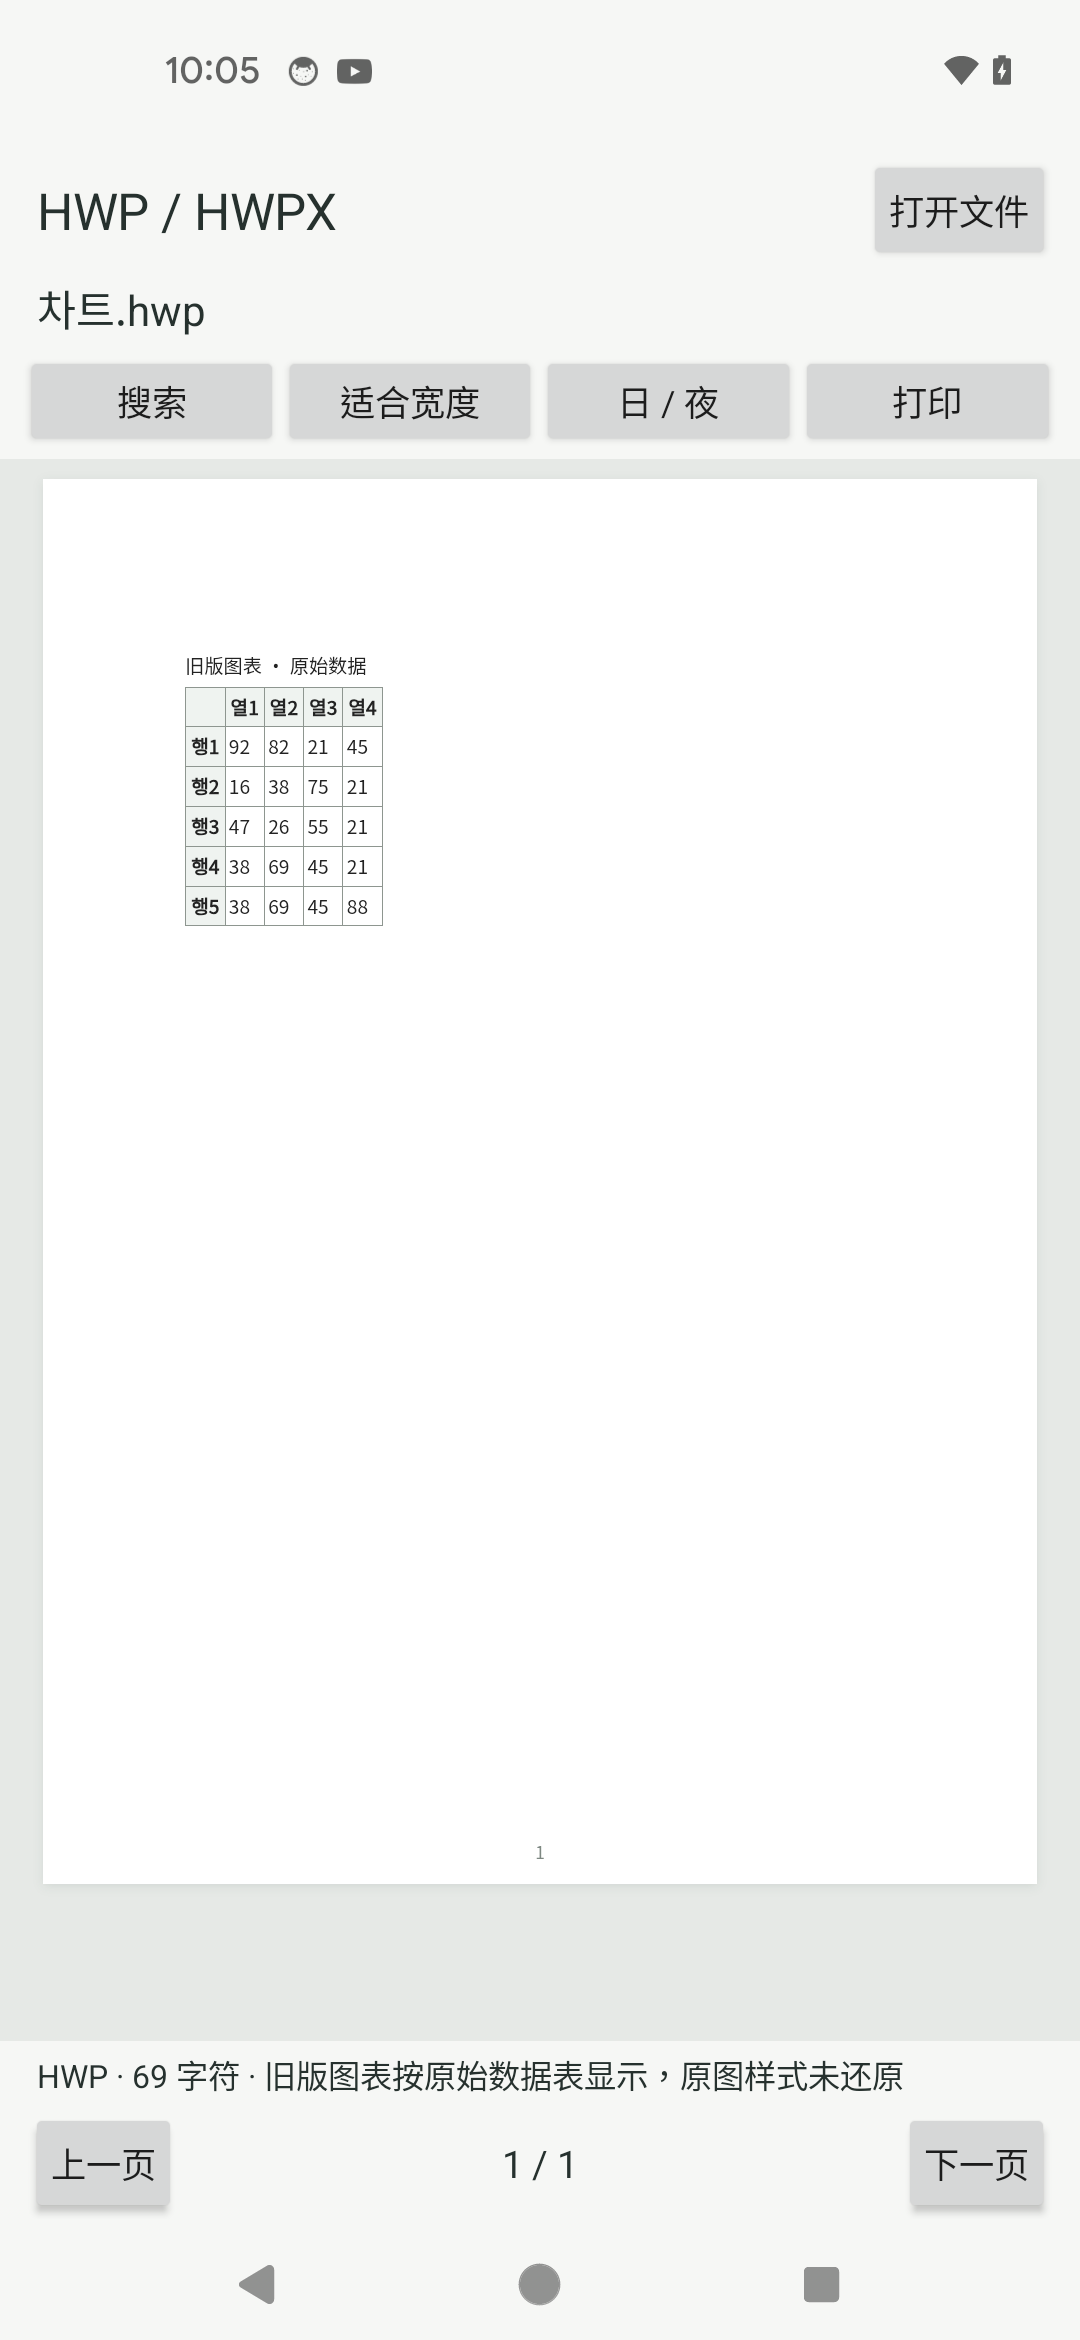 10:05
HWP / HWPX
打开文件
차트.hwp
搜索 适合宽度 日 / 夜 打印
旧版图表 · 原始数据
열1 열2 열3 열4
행1 92 82 21 45
행2 16 38 75 21
행3 47 26 55 21
행4 38 69 45 21
행5 38 69 45 88
1
HWP · 69 字符 · 旧版图表按原始数据表显示，原图样式未还原
上一页 1 / 1 下一页